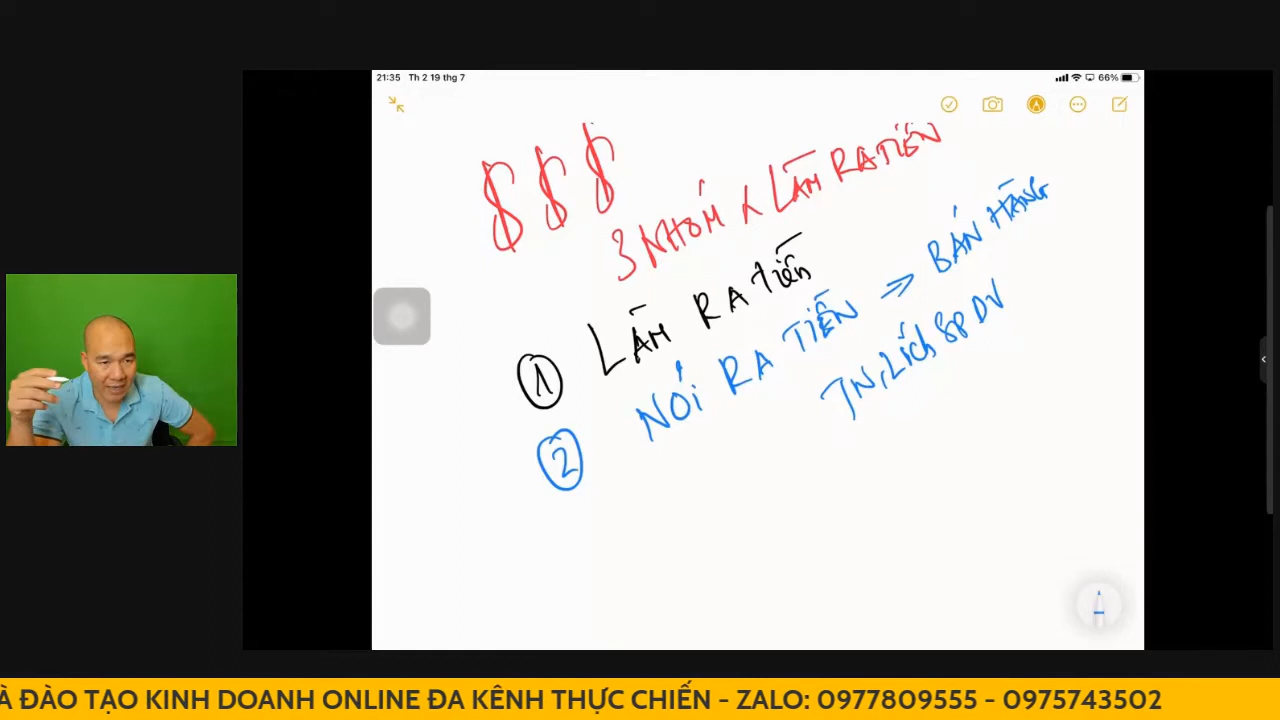 21:35 Th 2 19 thg 7
66%
$ $ $
3 NHÓM < LÀM RA TIỀN
1 LÀM RA tiền
2 NÓI RA TIỀN => BÁN HÀNG
TN, Lích SP DV
À ĐÀO TẠO KINH DOANH ONLINE ĐA KÊNH THỰC CHIẾN - ZALO: 0977809555 - 0975743502